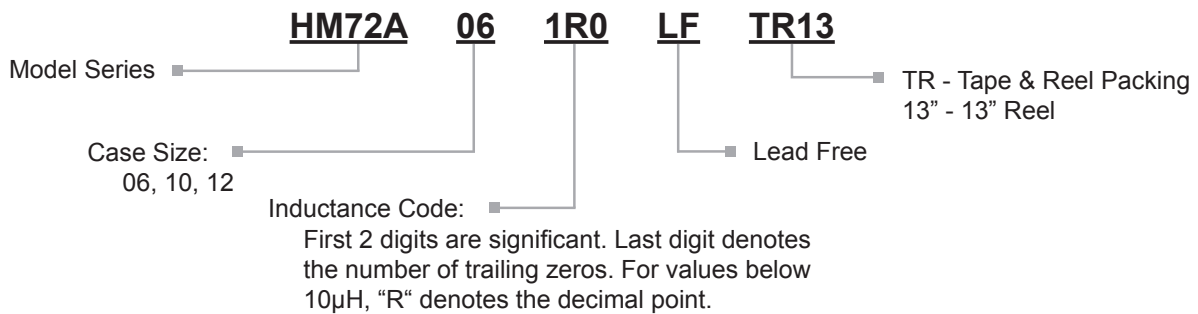 HM72A 06 1R0 LF TR13
Model Series
TR - Tape & Reel Packing
13” - 13” Reel
Case Size:
06, 10, 12
Lead Free
Inductance Code:
First 2 digits are significant. Last digit denotes
the number of trailing zeros. For values below
10µH, “R“ denotes the decimal point.